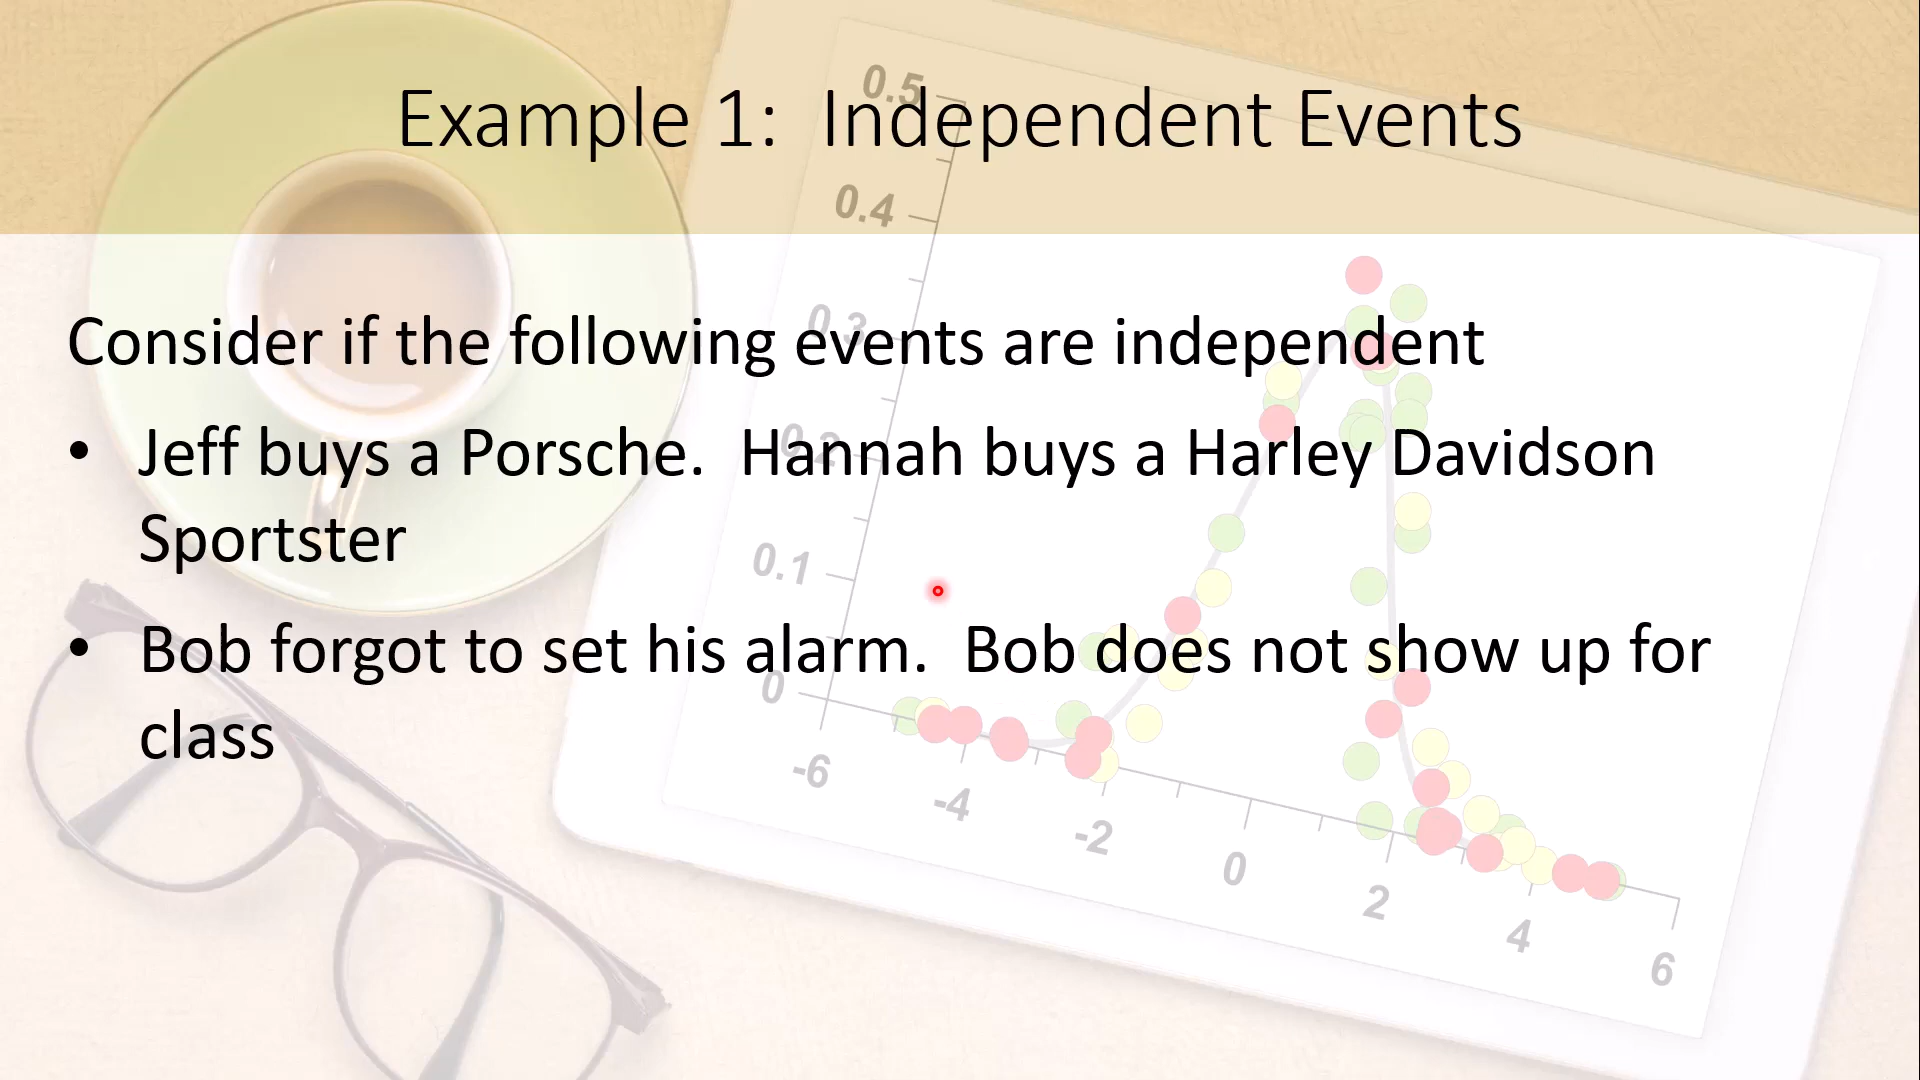 Example 1:  Independent Events
Consider if the following events are independent
• Jeff buys a Porsche.  Hannah buys a Harley Davidson
Sportster
• Bob forgot to set his alarm.  Bob does not show up for
class
0.5
0.4
0.3
0.2
0.1
0
-6
-4
-2
0
2
4
6